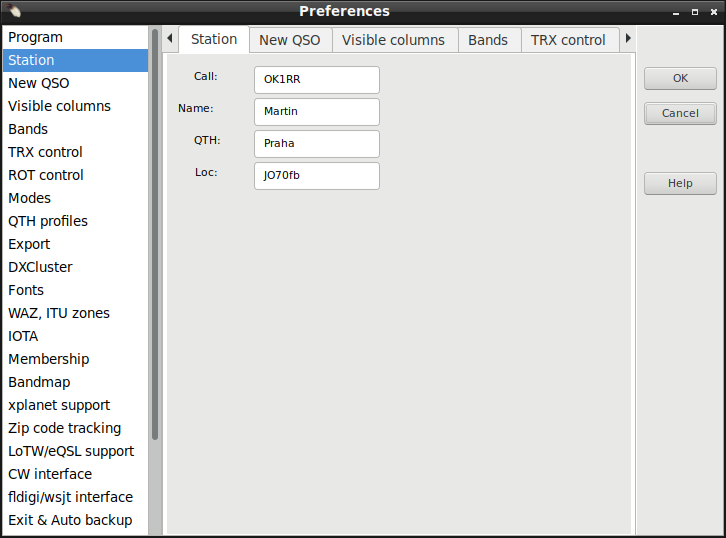 Preferences
Program
Station
New QSO
Visible columns
Bands
TRX control
ROT control
Modes
QTH profiles
Export
DXCluster
Fonts
WAZ, ITU zones
IOTA
Membership
Bandmap
xplanet support
Zip code tracking
LoTW/eQSL support
CW interface
fldigi/wsjt interface
Exit & Auto backup
Station New QSO Visible columns Bands TRX control
Call: OK1RR
Name: Martin
QTH: Praha
Loc: JO70fb
OK
Cancel
Help